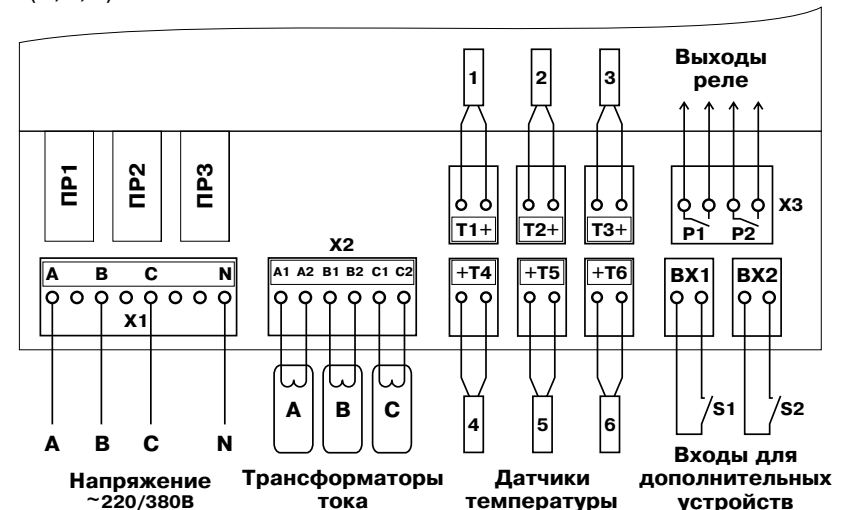 1 2 3
Выходы
реле
ПР1 ПР2 ПР3
T1+ T2+ T3+
P1 P2
X3
X2
A B C N
A1 A2 B1 B2 C1 C2
+T4 +T5 +T6
BX1 BX2
X1
A B C
S1 S2
4 5 6
A B C N
Напряжение
~220/380В
Трансформаторы
тока
Датчики
температуры
Входы для
дополнительных
устройств